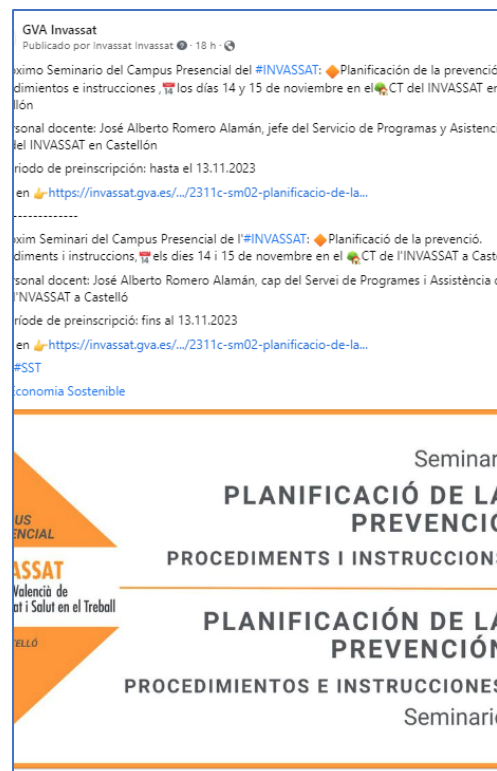 GVA Invassat
Publicado por Invassat Invassat · 18 h ·
ximo Seminario del Campus Presencial del #INVASSAT: 🔶Planificación de la prevenció
dimientos e instrucciones ,📅los días 14 y 15 de noviembre en el🏡CT del INVASSAT en
llón
rsonal docente: José Alberto Romero Alamán, jefe del Servicio de Programas y Asistenci
del INVASSAT en Castellón
riodo de preinscripción: hasta el 13.11.2023
en 👉https://invassat.gva.es/.../2311c-sm02-planificacio-de-la...
-------------
xim Seminari del Campus Presencial de l'#INVASSAT: 🔶Planificació de la prevenció.
diments i instruccions,📅els dies 14 i 15 de novembre en el 🏡CT de l'INVASSAT a Caste
rsonal docent: José Alberto Romero Alamán, cap del Servei de Programes i Assistència d
l'NVASSAT a Castelló
ríode de preinscripció: fins al 13.11.2023
en 👉https://invassat.gva.es/.../2311c-sm02-planificacio-de-la...
#SST
Economia Sostenible
Seminari
PLANIFICACIÓ DE LA
PREVENCIÓ
PROCEDIMENTS I INSTRUCCIONS
US
ENCIAL
ASSAT
Valencià de
at i Salut en el Treball
ELLÓ
PLANIFICACIÓN DE LA
PREVENCIÓN
PROCEDIMIENTOS E INSTRUCCIONES
Seminario